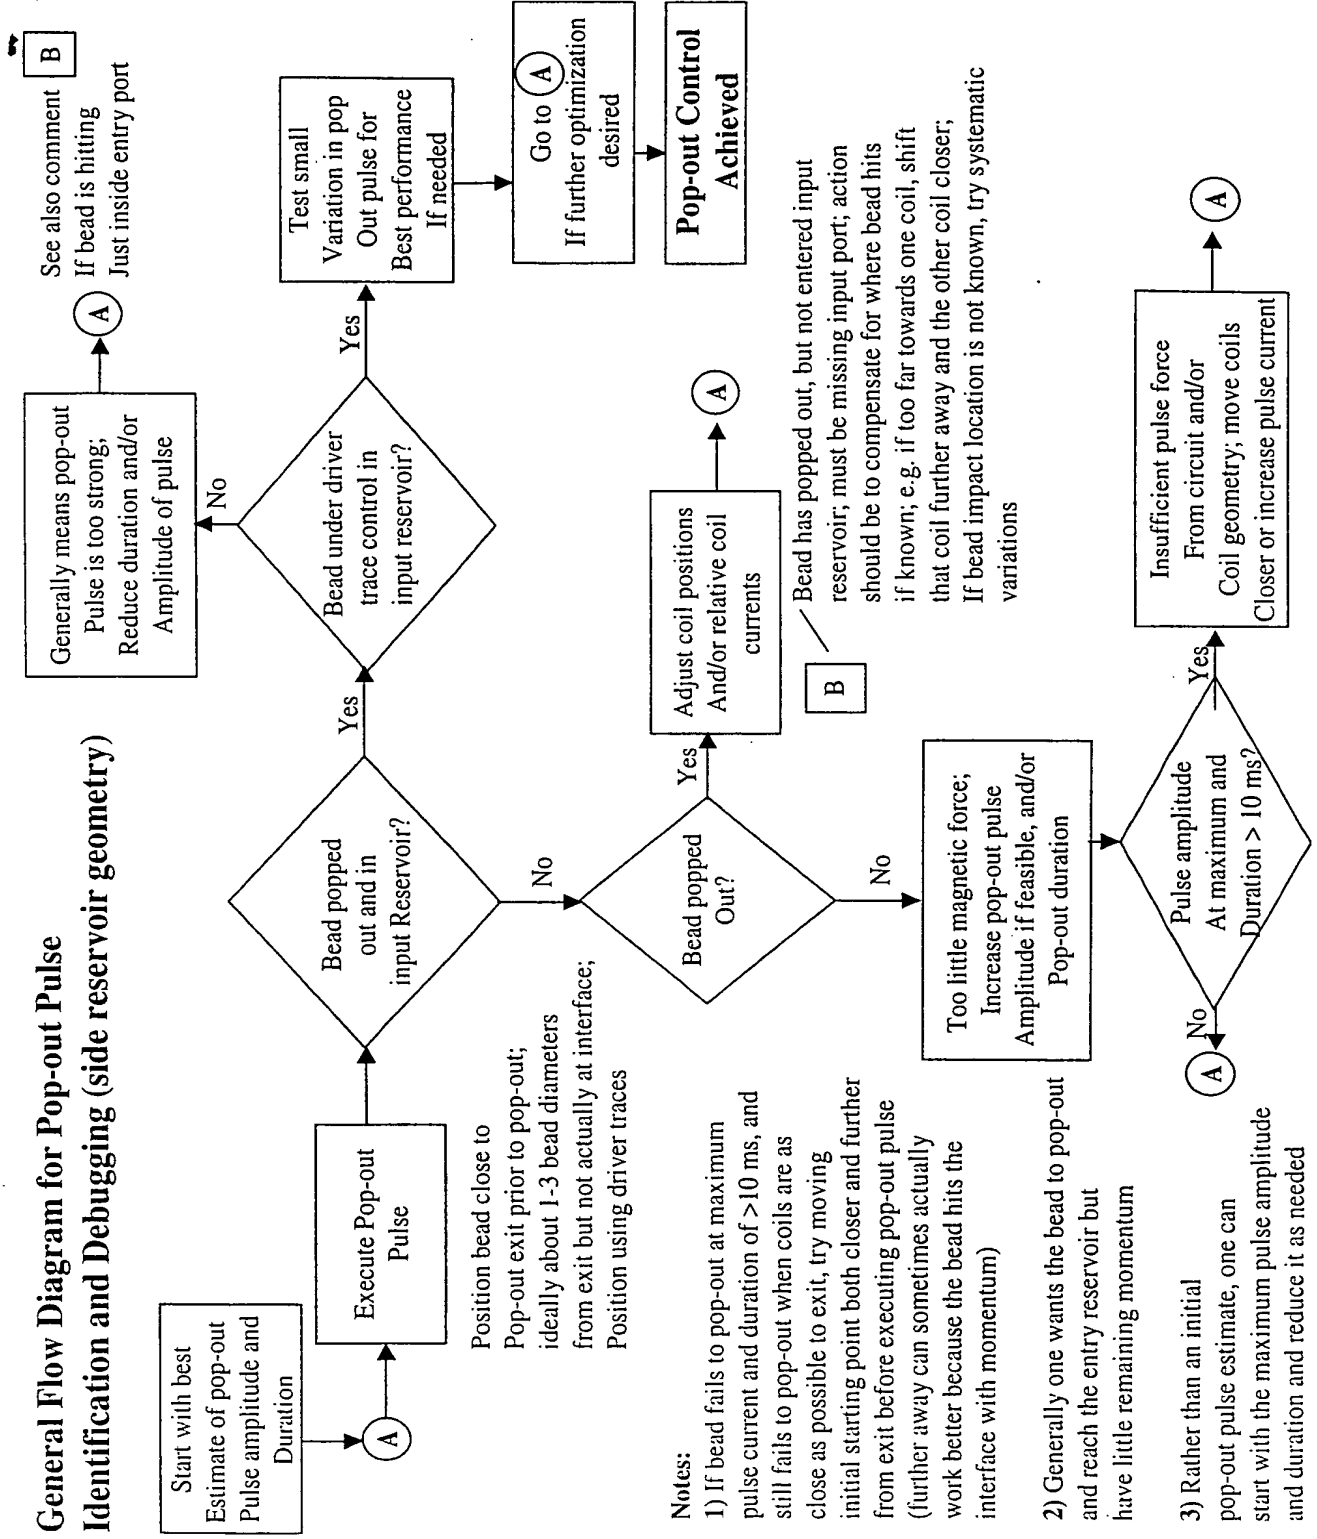 General Flow Diagram for Pop-out Pulse
Identification and Debugging (side reservoir geometry)
Start with best
Estimate of pop-out
Pulse amplitude and
Duration
A
Execute Pop-out
Pulse
Position bead close to
Pop-out exit prior to pop-out;
ideally about 1-3 bead diameters
from exit but not actually at interface;
Position using driver traces
Bead popped
out and in
input Reservoir?
Yes
No
Bead under driver
trace control in
input reservoir?
No
Generally means pop-out
Pulse is too strong;
Reduce duration and/or
Amplitude of pulse
A
See also comment B
If bead is hitting
Just inside entry port
Yes
Test small
Variation in pop
Out pulse for
Best performance
If needed
Go to A
If further optimization
desired
Pop-out Control
Achieved
Bead popped
Out?
Yes
Adjust coil positions
And/or relative coil
currents
A
B
Bead has popped out, but not entered input
reservoir; must be missing input port; action
should be to compensate for where bead hits
if known; e.g. if too far towards one coil, shift
that coil further away and the other coil closer;
If bead impact location is not known, try systematic
variations
No
Too little magnetic force;
Increase pop-out pulse
Amplitude if feasible, and/or
Pop-out duration
Pulse amplitude
At maximum and
Duration > 10 ms?
No
A
Yes
Insufficient pulse force
From circuit and/or
Coil geometry; move coils
Closer or increase pulse current
A
Notes:
1) If bead fails to pop-out at maximum
pulse current and duration of >10 ms, and
still fails to pop-out when coils are as
close as possible to exit, try moving
initial starting point both closer and further
from exit before executing pop-out pulse
(further away can sometimes actually
work better because the bead hits the
interface with momentum)
2) Generally one wants the bead to pop-out
and reach the entry reservoir but
have little remaining momentum
3) Rather than an initial
pop-out pulse estimate, one can
start with the maximum pulse amplitude
and duration and reduce it as needed